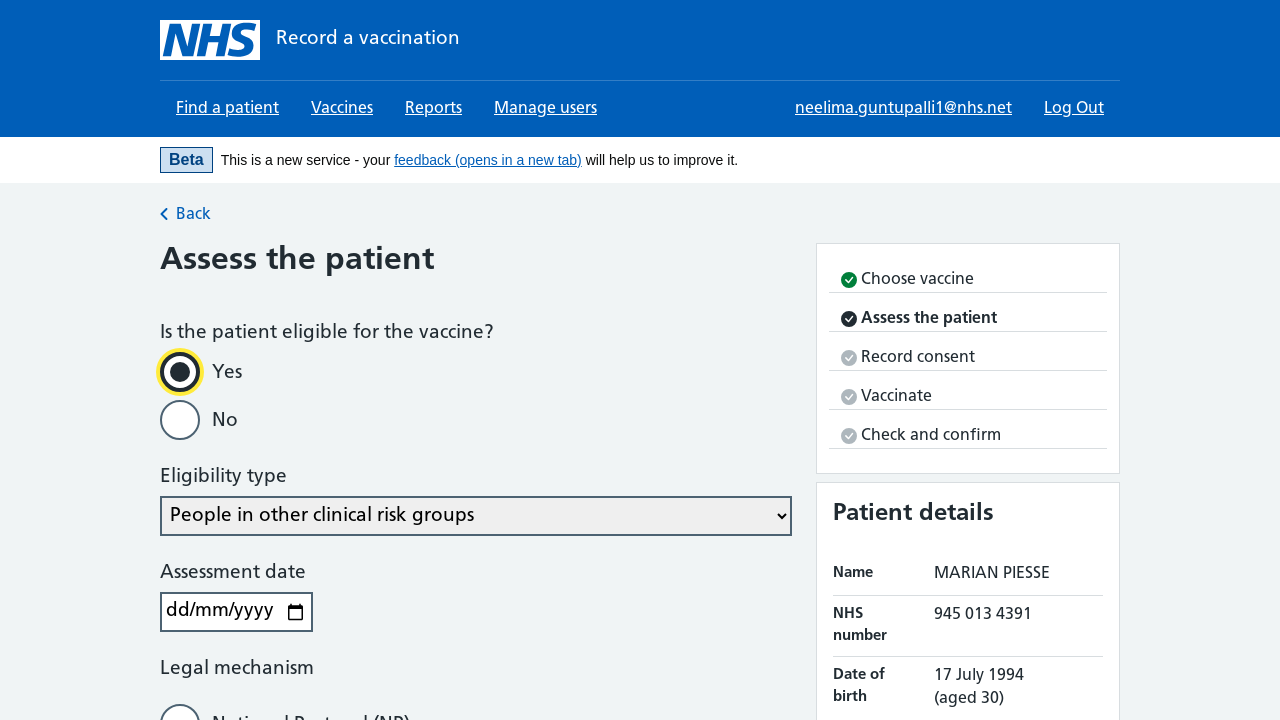 NHS Record a vaccination
Find a patient Vaccines Reports Manage users neelima.guntupalli1@nhs.net Log Out
Beta This is a new service - your feedback (opens in a new tab) will help us to improve it.
Back
Assess the patient
Is the patient eligible for the vaccine?
Yes
No
Eligibility type
People in other clinical risk groups
Assessment date
dd/mm/yyyy
Legal mechanism
National Protocol (NP)
Choose vaccine
Assess the patient
Record consent
Vaccinate
Check and confirm
Patient details
Name MARIAN PIESSE
NHS number 945 013 4391
Date of birth 17 July 1994
(aged 30)